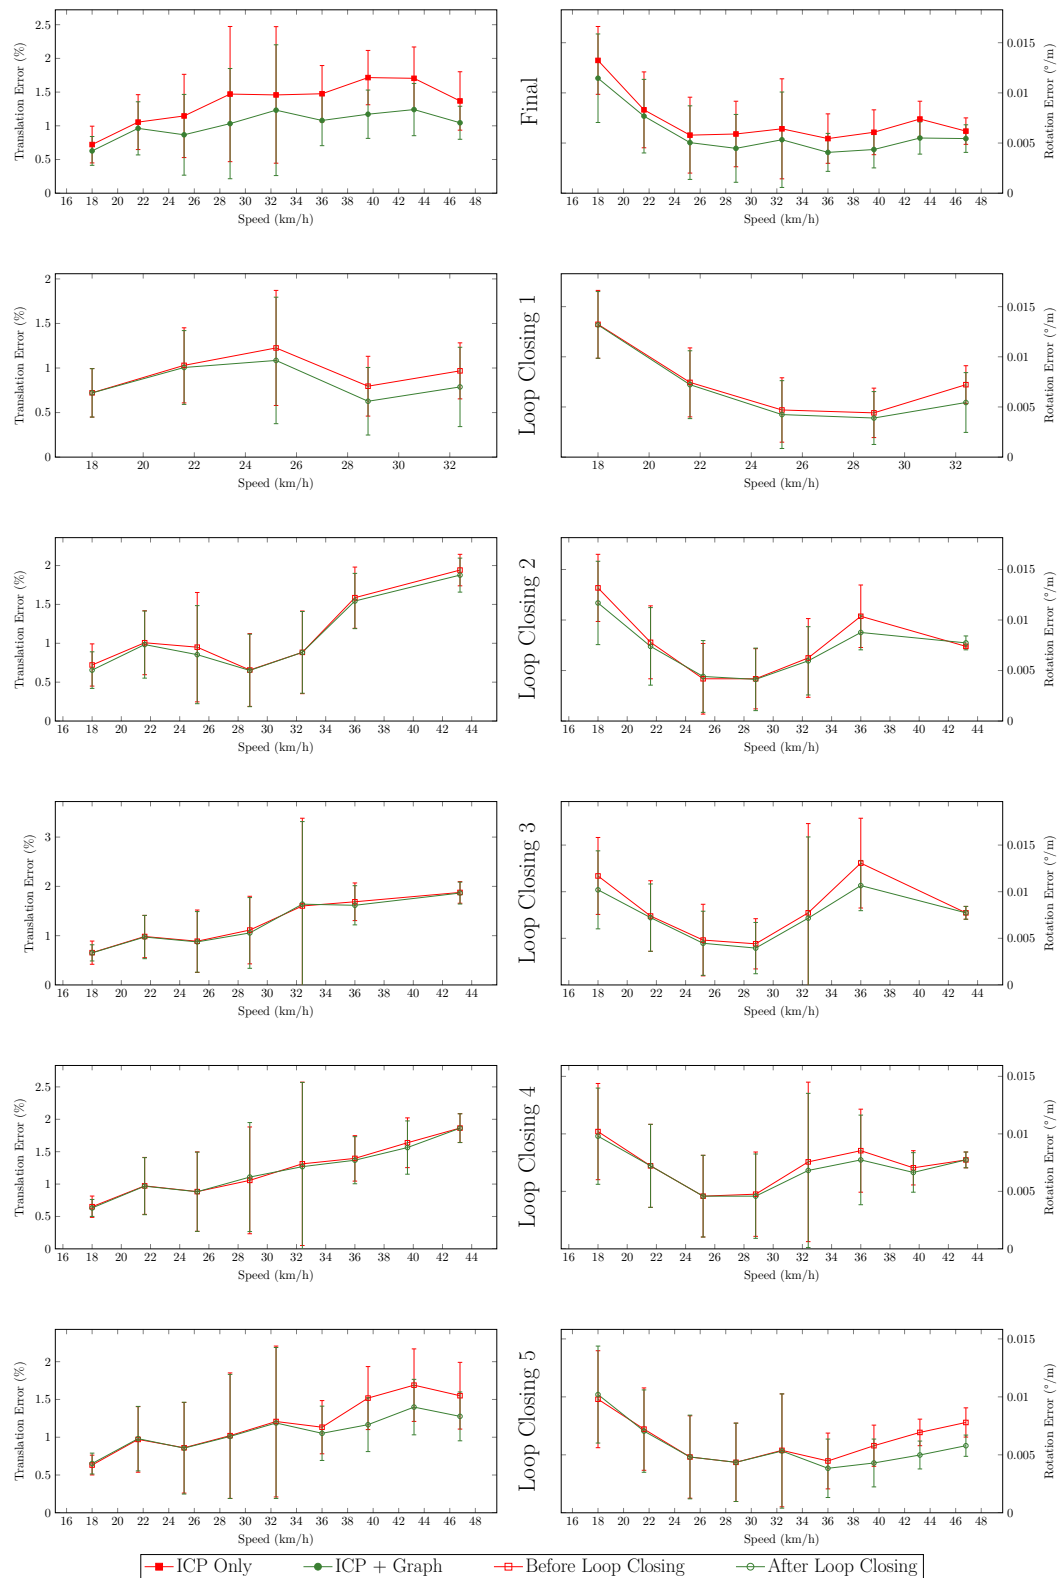 Translation Error (%)
2.5
2
1.5
1
0.5
0
16 18 20 22 24 26 28 30 32 34 36 38 40 42 44 46 48
Speed (km/h)
Final
0.015
0.01
0.005
0
Rotation Error (°/m)
16 18 20 22 24 26 28 30 32 34 36 38 40 42 44 46 48
Speed (km/h)
Translation Error (%)
2
1.5
1
0.5
0
18 20 22 24 26 28 30 32
Speed (km/h)
Loop Closing 1
0.015
0.01
0.005
0
Rotation Error (°/m)
18 20 22 24 26 28 30 32
Speed (km/h)
Translation Error (%)
2
1.5
1
0.5
0
16 18 20 22 24 26 28 30 32 34 36 38 40 42 44
Speed (km/h)
Loop Closing 2
0.015
0.01
0.005
0
Rotation Error (°/m)
16 18 20 22 24 26 28 30 32 34 36 38 40 42 44
Speed (km/h)
Translation Error (%)
3
2
1
0
16 18 20 22 24 26 28 30 32 34 36 38 40 42 44
Speed (km/h)
Loop Closing 3
0.015
0.01
0.005
0
Rotation Error (°/m)
16 18 20 22 24 26 28 30 32 34 36 38 40 42 44
Speed (km/h)
Translation Error (%)
2.5
2
1.5
1
0.5
0
16 18 20 22 24 26 28 30 32 34 36 38 40 42 44
Speed (km/h)
Loop Closing 4
0.015
0.01
0.005
0
Rotation Error (°/m)
16 18 20 22 24 26 28 30 32 34 36 38 40 42 44
Speed (km/h)
Translation Error (%)
2
1.5
1
0.5
0
16 18 20 22 24 26 28 30 32 34 36 38 40 42 44 46 48
Speed (km/h)
Loop Closing 5
0.015
0.01
0.005
0
Rotation Error (°/m)
16 18 20 22 24 26 28 30 32 34 36 38 40 42 44 46 48
Speed (km/h)
ICP Only ICP + Graph Before Loop Closing After Loop Closing